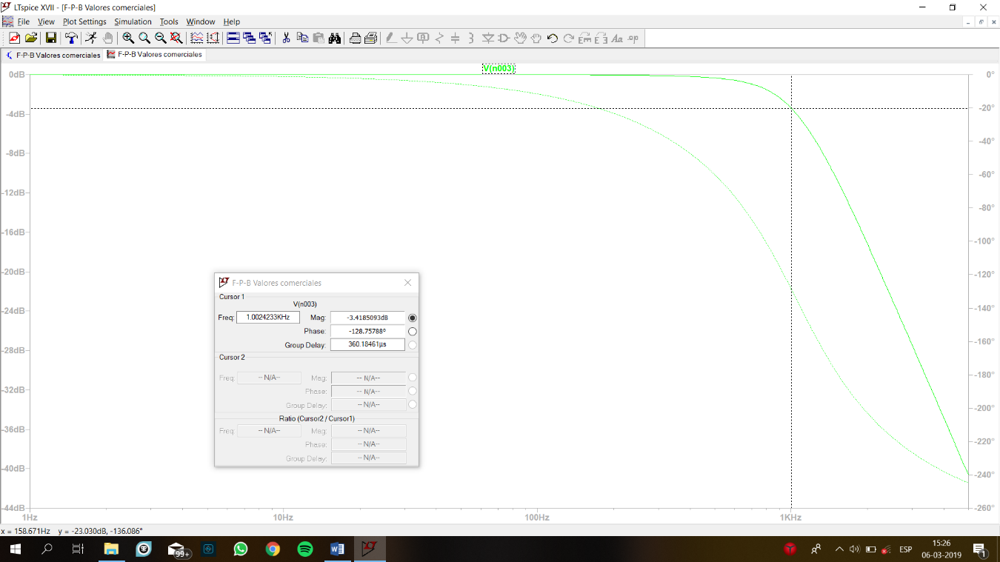 LTspice XVII - [F-P-B Valores comerciales]
File View Plot Settings Simulation Tools Window Help
F-P-B Valores comerciales F-P-B Valores comerciales
V(n003)
0dB
-4dB
-8dB
-12dB
-16dB
-20dB
-24dB
-28dB
-32dB
-36dB
-40dB
-44dB
0°
-20°
-40°
-60°
-80°
-100°
-120°
-140°
-160°
-180°
-200°
-220°
-240°
-260°
1Hz 10Hz 100Hz 1KHz
F-P-B Valores comerciales
Cursor 1
V(n003)
Freq: 1.0024233KHz Mag: -3.4185093dB
Phase: -128.75788°
Group Delay: 360.18461µs
Cursor 2
Freq: -- N/A-- Mag: -- N/A--
Phase: -- N/A--
Group Delay: -- N/A--
Ratio (Cursor2 / Cursor1)
Freq: -- N/A-- Mag: -- N/A--
Phase: -- N/A--
Group Delay: -- N/A--
x = 158.671Hz y = -23.030dB, -136.086°
99+
ESP
15:26
06-03-2019
1